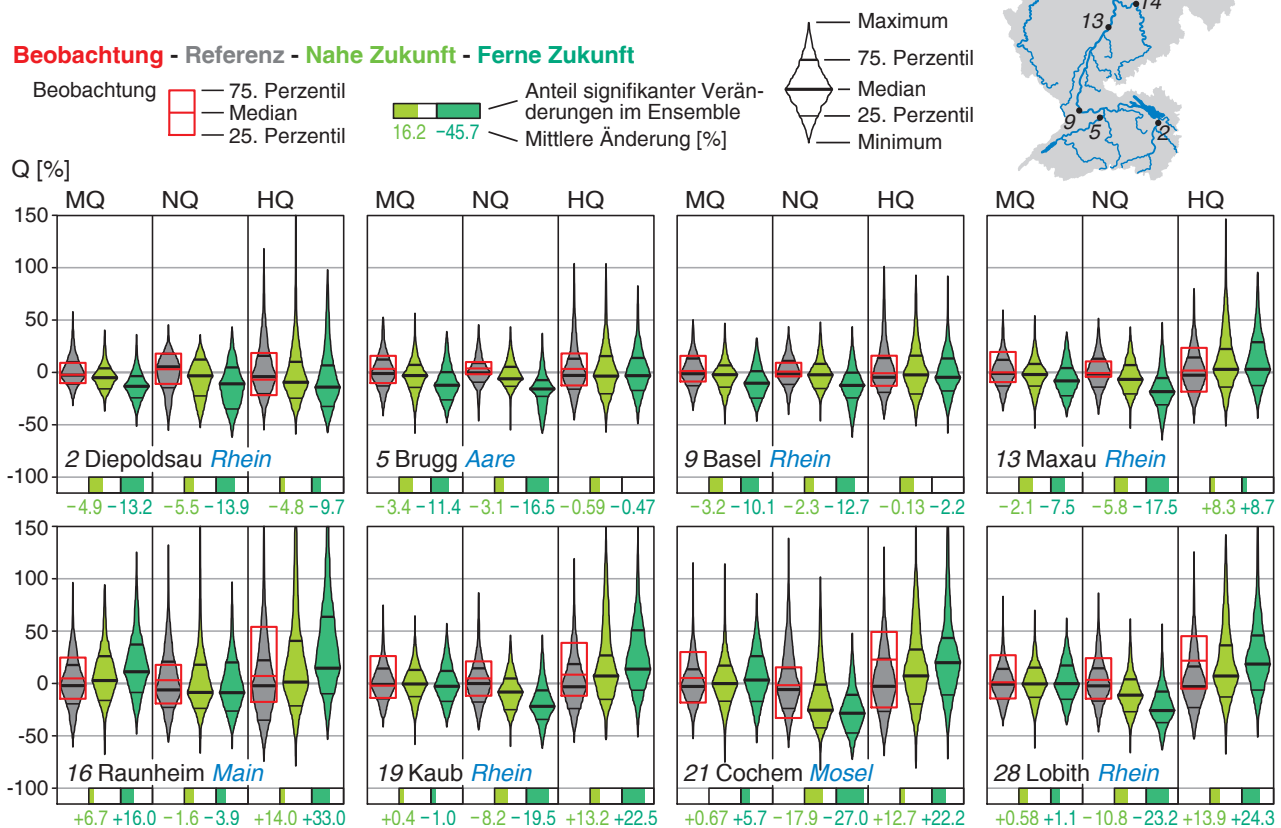 Beobachtung - Referenz - Nahe Zukunft - Ferne Zukunft
Beobachtung
75. Perzentil
Median
25. Perzentil
16.2 −45.7
Anteil signifikanter Verän-
derungen im Ensemble
Mittlere Änderung [%]
Maximum
75. Perzentil
Median
25. Perzentil
Minimum
14
13
9
5
2
Q [%]
MQ NQ HQ MQ NQ HQ MQ NQ HQ MQ NQ HQ
150
100
50
0
-50
-100
2 Diepoldsau Rhein
5 Brugg Aare
9 Basel Rhein
13 Maxau Rhein
−4.9 −13.2 −5.5 −13.9 −4.8 −9.7
−3.4 −11.4 −3.1 −16.5 −0.59 −0.47
−3.2 −10.1 −2.3 −12.7 −0.13 −2.2
−2.1 −7.5 −5.8 −17.5 +8.3 +8.7
150
100
50
0
-50
-100
16 Raunheim Main
19 Kaub Rhein
21 Cochem Mosel
28 Lobith Rhein
+6.7 +16.0 −1.6 −3.9 +14.0 +33.0
+0.4 −1.0 −8.2 −19.5 +13.2 +22.5
+0.67 +5.7 −17.9 −27.0 +12.7 +22.2
+0.58 +1.1 −10.8 −23.2 +13.9 +24.3